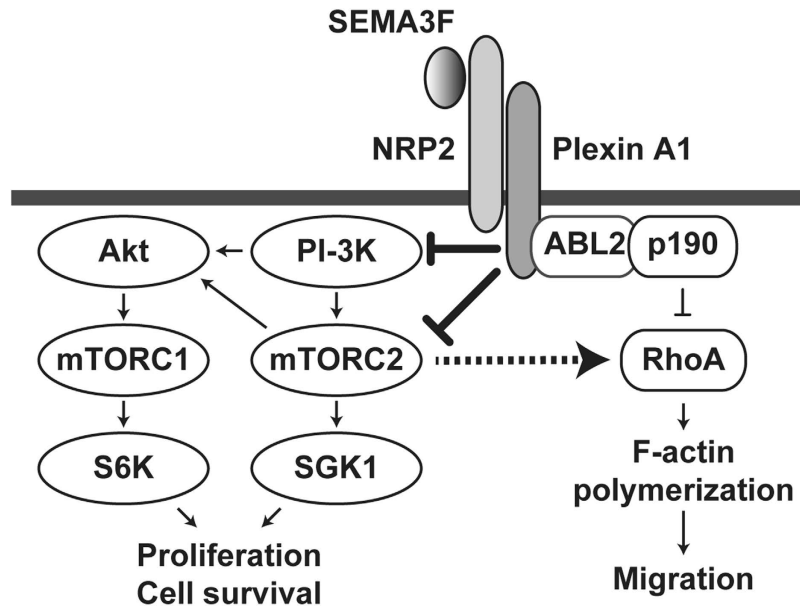 SEMA3F
NRP2
Plexin A1
Akt
PI-3K
ABL2
p190
mTORC1
mTORC2
RhoA
S6K
SGK1
F-actin
polymerization
Proliferation
Cell survival
Migration